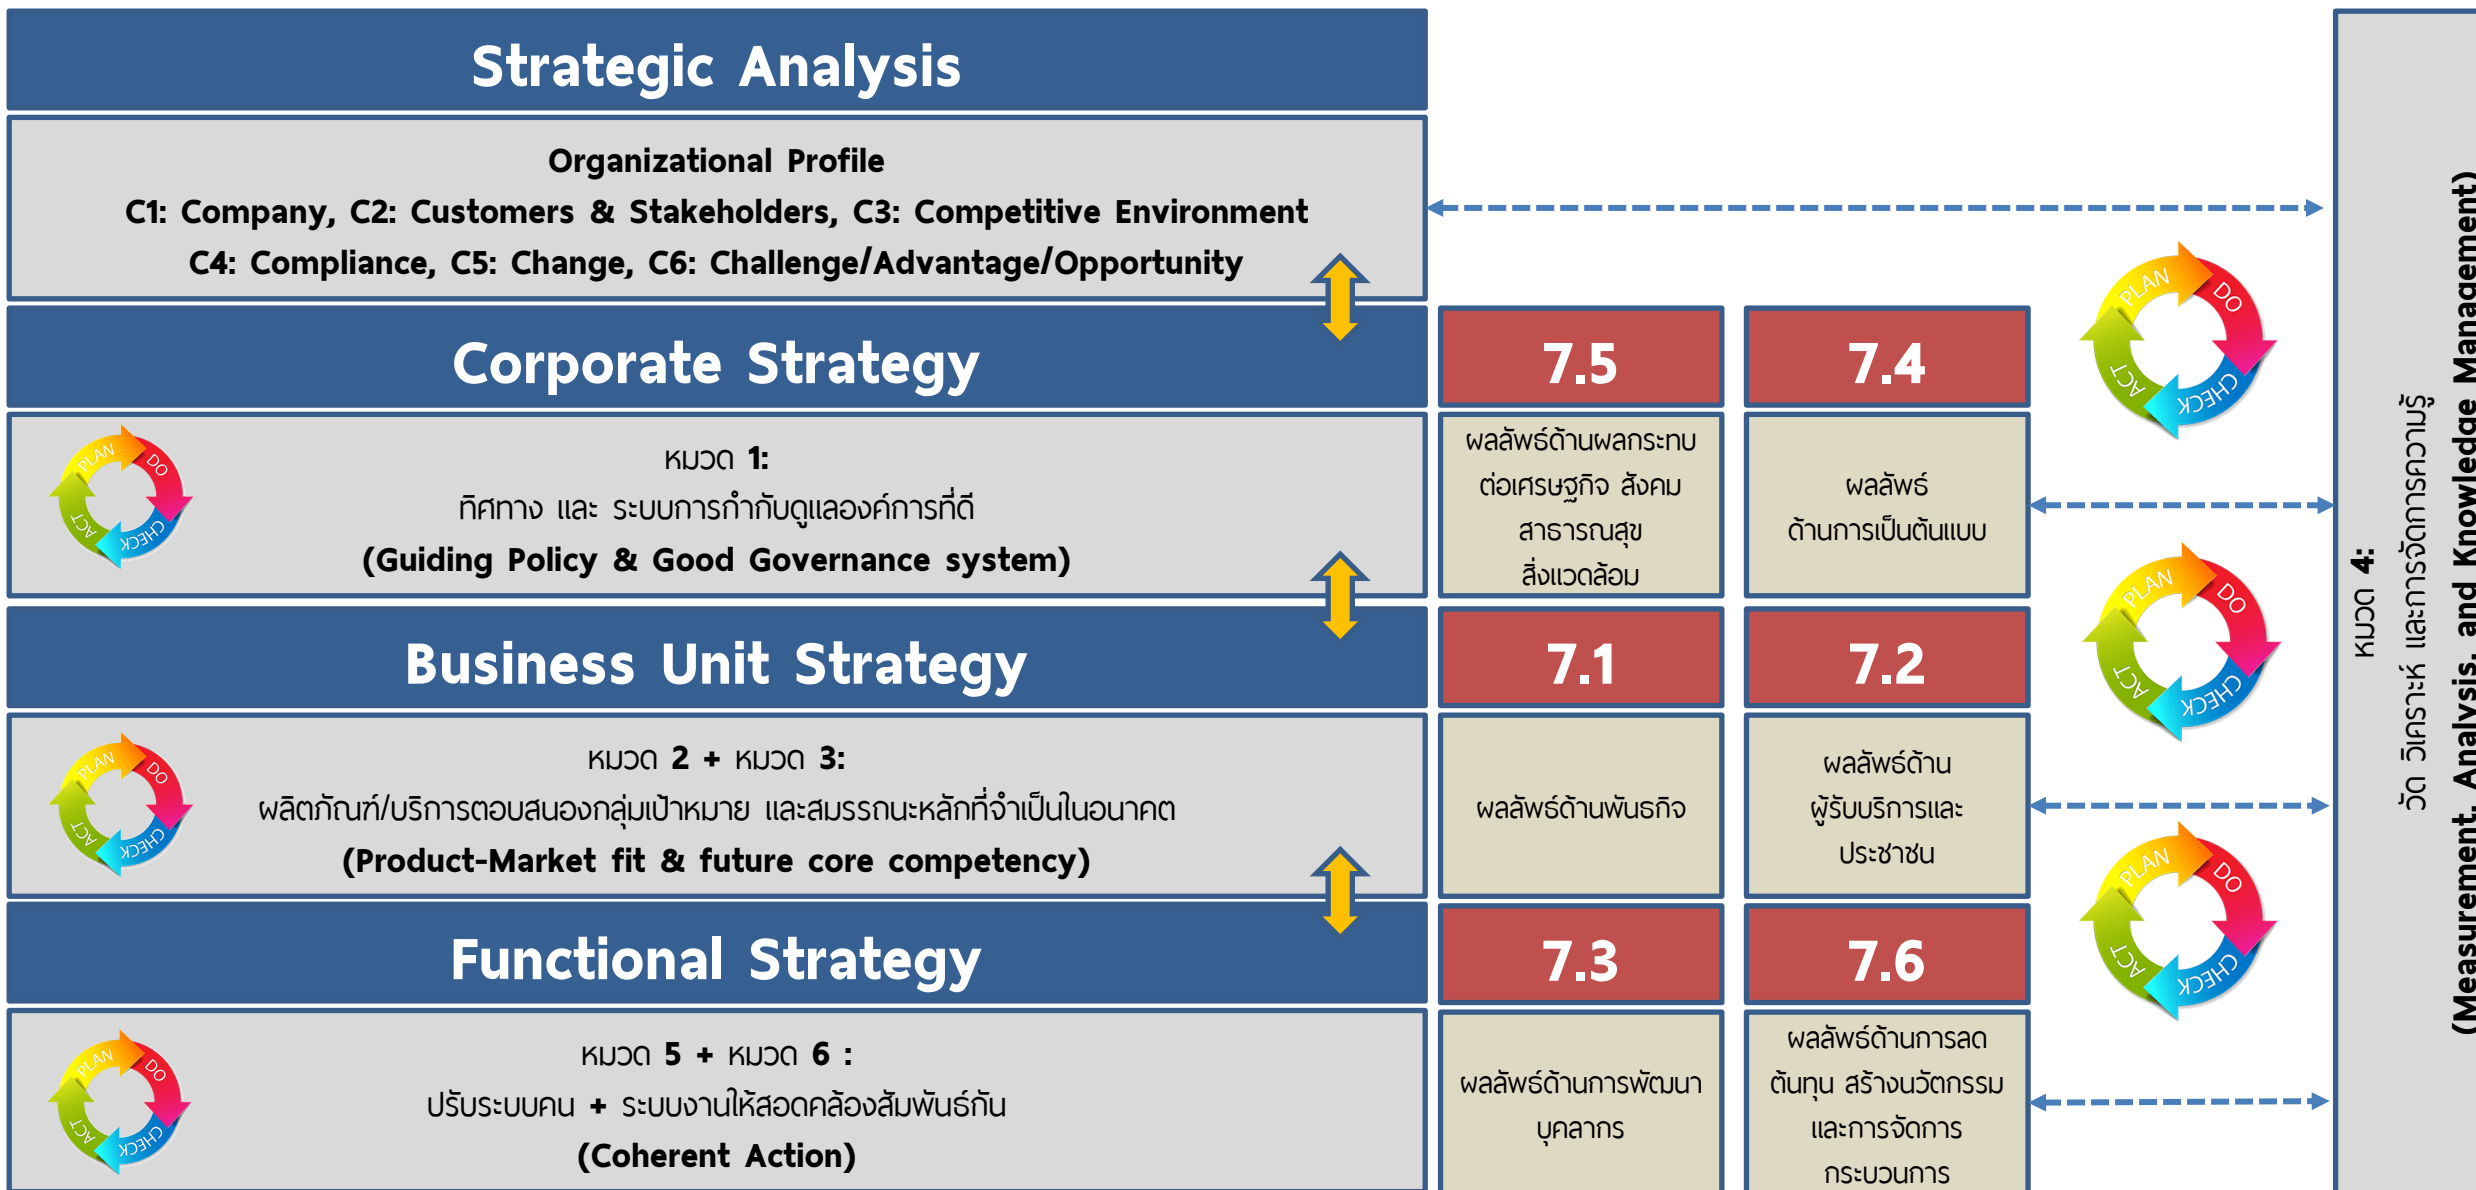 Strategic Analysis
Organizational Profile
C1: Company, C2: Customers & Stakeholders, C3: Competitive Environment
C4: Compliance, C5: Change, C6: Challenge/Advantage/Opportunity
Corporate Strategy
7.5
7.4
PLAN
DO
CHECK
ACT
PLAN
DO
CHECK
ACT
หมวด 1:
ทิศทาง และ ระบบการกำกับดูแลองค์การที่ดี
(Guiding Policy & Good Governance system)
ผลลัพธ์ด้านผลกระทบ
ต่อเศรษฐกิจ สังคม
สาธารณสุข
สิ่งแวดล้อม
ผลลัพธ์
ด้านการเป็นต้นแบบ
Business Unit Strategy
7.1
7.2
PLAN
DO
CHECK
ACT
PLAN
DO
CHECK
ACT
หมวด 2 + หมวด 3:
ผลิตภัณฑ์/บริการตอบสนองกลุ่มเป้าหมาย และสมรรถนะหลักที่จำเป็นในอนาคต
(Product-Market fit & future core competency)
ผลลัพธ์ด้านพันธกิจ
ผลลัพธ์ด้าน
ผู้รับบริการและ
ประชาชน
Functional Strategy
7.3
7.6
PLAN
DO
CHECK
ACT
PLAN
DO
CHECK
ACT
หมวด 5 + หมวด 6 :
ปรับระบบคน + ระบบงานให้สอดคล้องสัมพันธ์กัน
(Coherent Action)
ผลลัพธ์ด้านการพัฒนา
บุคลากร
ผลลัพธ์ด้านการลด
ต้นทุน สร้างนวัตกรรม
และการจัดการ
กระบวนการ
หมวด 4:
วัด วิเคราะห์ และการจัดการความรู้
(Measurement, Analysis, and Knowledge Management)